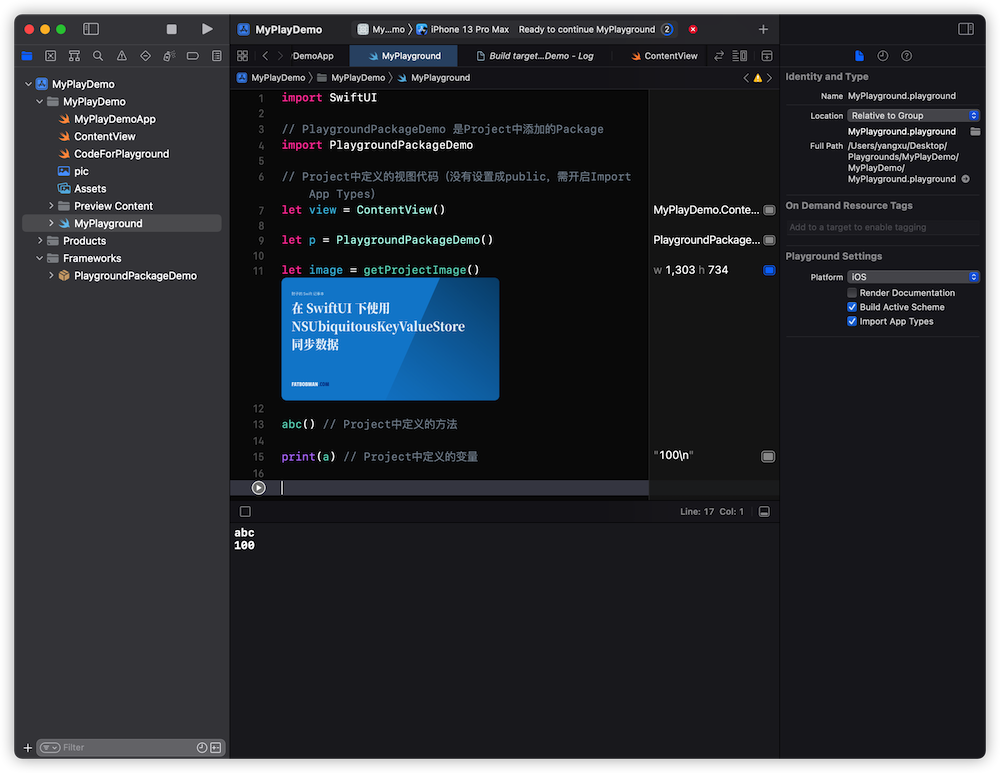 MyPlayDemo
My...mo
iPhone 13 Pro Max
Ready to continue MyPlayground
2
DemoApp
MyPlayground
Build target...Demo - Log
ContentView
MyPlayDemo
MyPlayDemo
MyPlayground
MyPlayDemo
MyPlayDemo
MyPlayDemoApp
ContentView
CodeForPlayground
pic
Assets
Preview Content
MyPlayground
Products
Frameworks
PlaygroundPackageDemo
Filter
1 import SwiftUI
2
3 // PlaygroundPackageDemo 是Project中添加的Package
4 import PlaygroundPackageDemo
5
6 // Project中定义的视图代码（没有设置成public，需开启Import
App Types）
7 let view = ContentView()
8
9 let p = PlaygroundPackageDemo()
10
11 let image = getProjectImage()
在 SwiftUI 下使用
NSUbiquitousKeyValueStore
同步数据
FATBOBMAN.COM
12
13 abc() // Project中定义的方法
14
15 print(a) // Project中定义的变量
16
MyPlayDemo.Conte...
PlaygroundPackage...
w 1,303 h 734
"100\n"
Line: 17 Col: 1
abc
100
Identity and Type
Name MyPlayground.playground
Location Relative to Group
MyPlayground.playground
Full Path /Users/yangxu/Desktop/
Playgrounds/MyPlayDemo/
MyPlayDemo/
MyPlayground.playground
On Demand Resource Tags
Add to a target to enable tagging
Playground Settings
Platform iOS
Render Documentation
Build Active Scheme
Import App Types